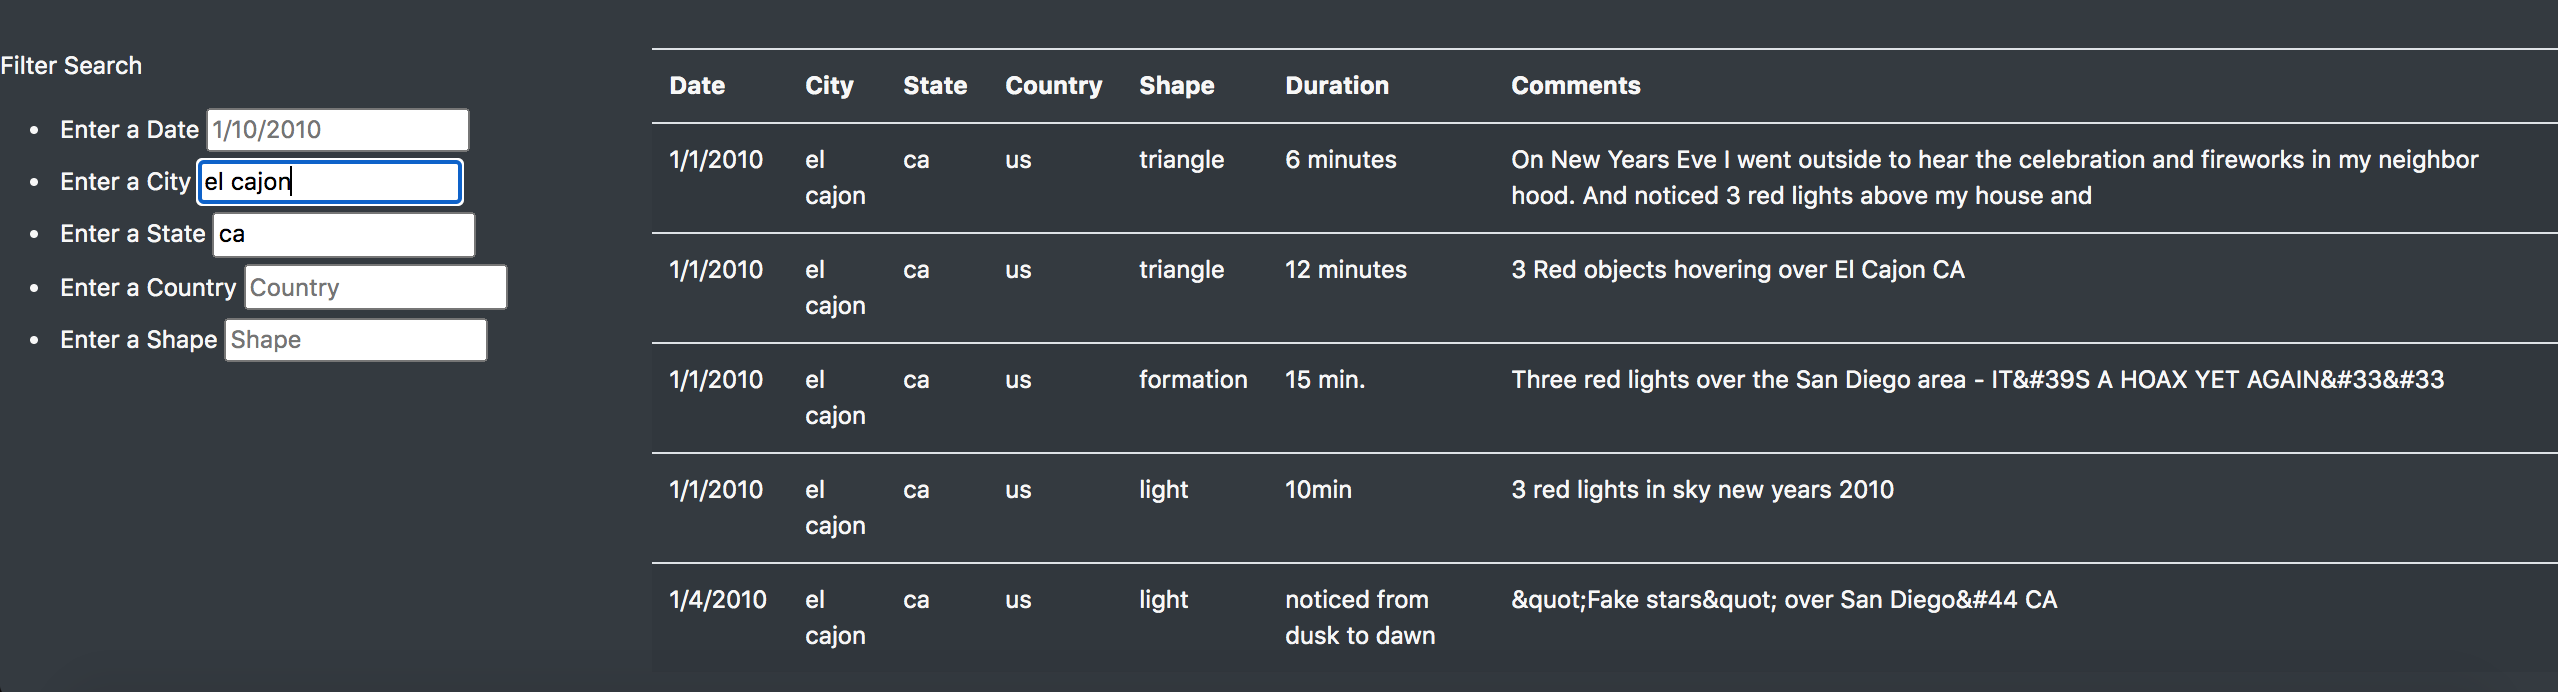 Filter Search
Enter a Date 1/10/2010
Enter a City el cajon
Enter a State ca
Enter a Country Country
Enter a Shape Shape
Date City State Country Shape Duration Comments
1/1/2010 el ca us triangle 6 minutes On New Years Eve I went outside to hear the celebration and fireworks in my neighbor
cajon hood. And noticed 3 red lights above my house and
1/1/2010 el ca us triangle 12 minutes 3 Red objects hovering over El Cajon CA
cajon
1/1/2010 el ca us formation 15 min. Three red lights over the San Diego area - IT&#39S A HOAX YET AGAIN&#33&#33
cajon
1/1/2010 el ca us light 10min 3 red lights in sky new years 2010
cajon
1/4/2010 el ca us light noticed from &quot;Fake stars&quot; over San Diego&#44 CA
cajon dusk to dawn